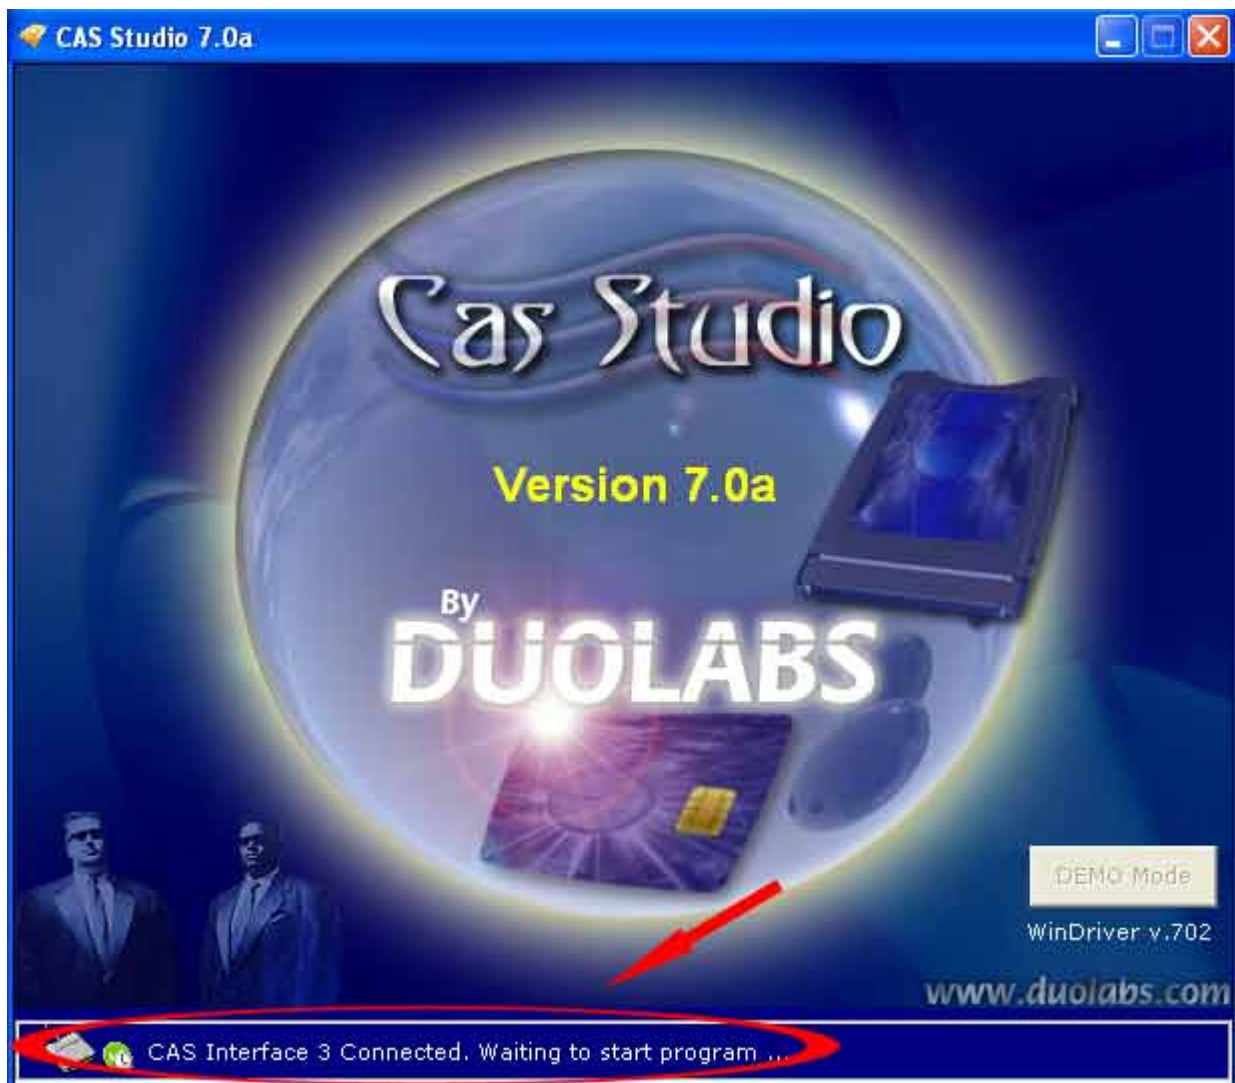 CAS Studio 7.0a
Cas Studio
Version 7.0a
By
DUOLABS
DEMO Mode
WinDriver v.702
www.duolabs.com
CAS Interface 3 Connected. Waiting to start program ...